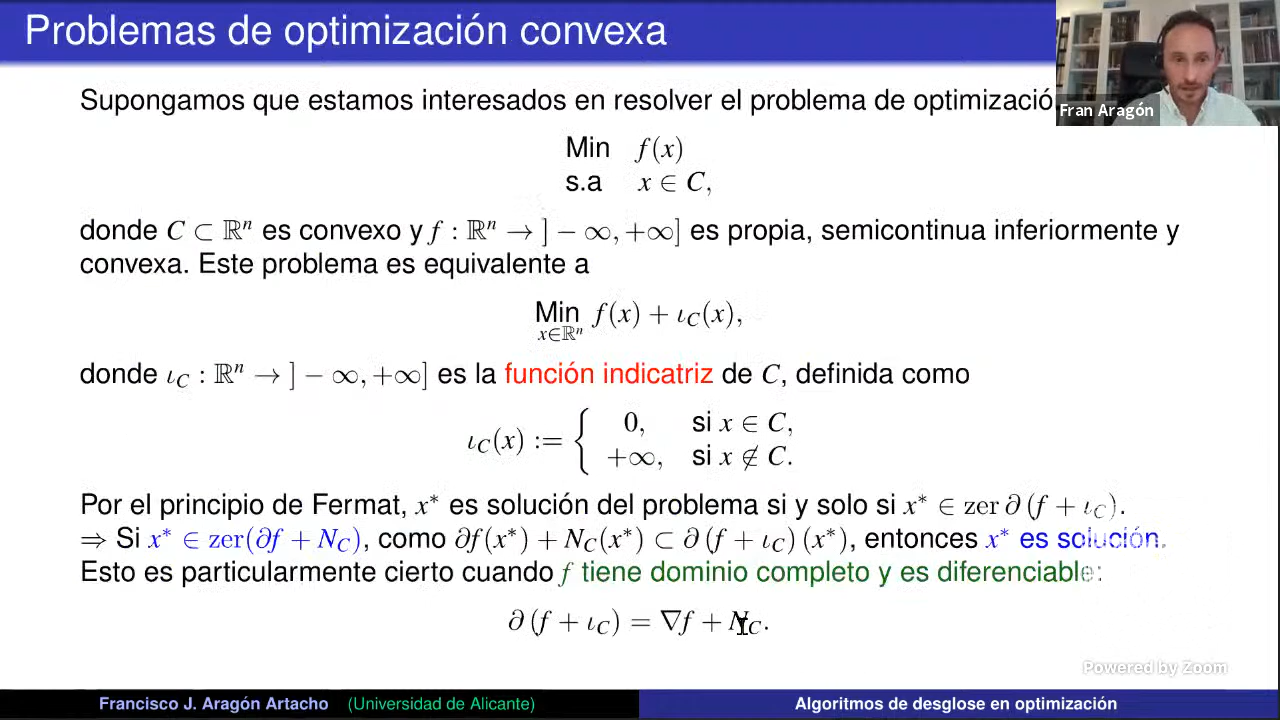 Problemas de optimización convexa
Fran Aragón
Supongamos que estamos interesados en resolver el problema de optimizació
Min f(x)
s.a x ∈ C,
donde C ⊂ ℝⁿ es convexo y f : ℝⁿ → ]−∞, +∞] es propia, semicontinua inferiormente y
convexa. Este problema es equivalente a
Min f(x) + ι_C(x),
x∈ℝⁿ
donde ι_C : ℝⁿ → ]−∞, +∞] es la función indicatriz de C, definida como
ι_C(x) := { 0, si x ∈ C,
+∞, si x ∉ C.
Por el principio de Fermat, x* es solución del problema si y solo si x* ∈ zer ∂ (f + ι_C).
⇒ Si x* ∈ zer(∂f + N_C), como ∂f(x*) + N_C(x*) ⊂ ∂ (f + ι_C) (x*), entonces x* es solución.
Esto es particularmente cierto cuando f tiene dominio completo y es diferenciable:
∂ (f + ι_C) = ∇f + N_C.
Powered by Zoom
Francisco J. Aragón Artacho (Universidad de Alicante) Algoritmos de desglose en optimización